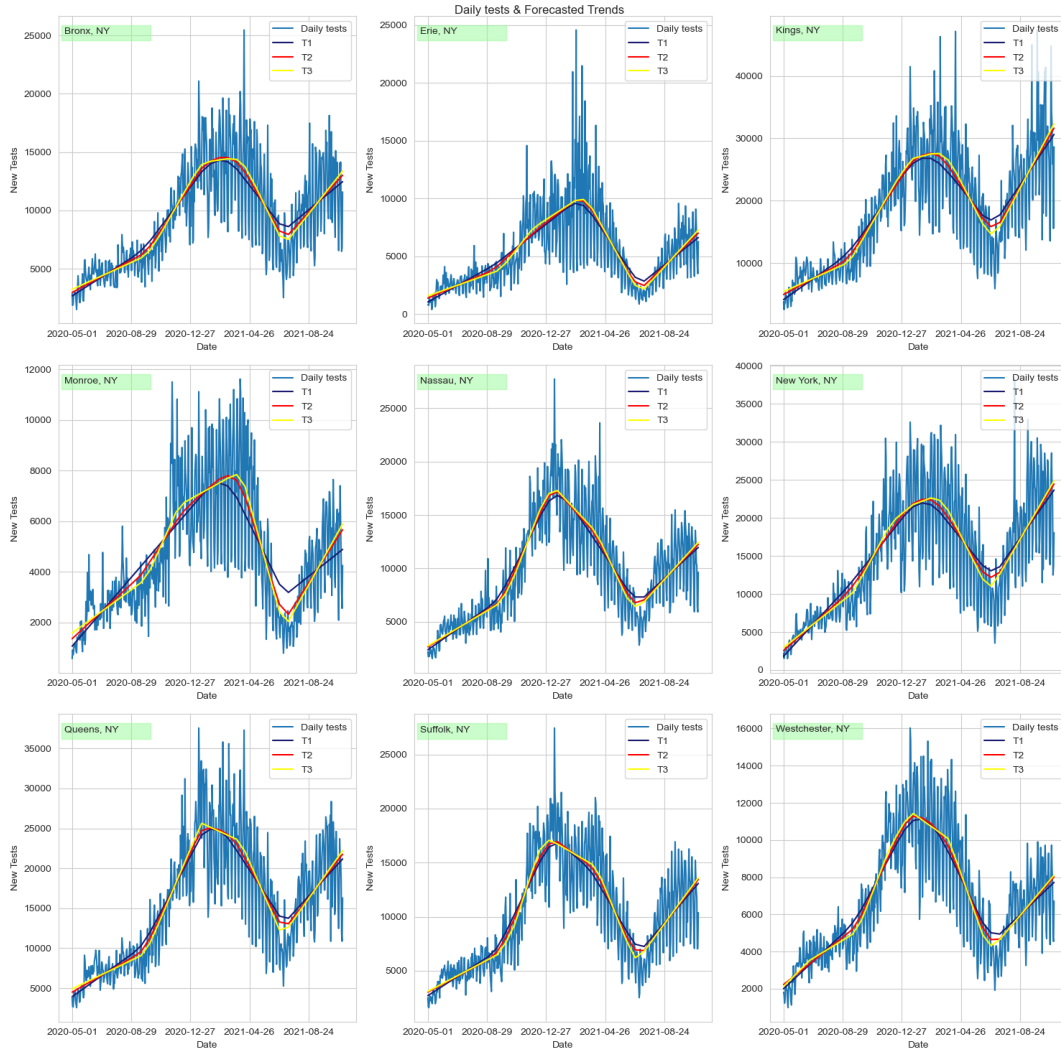 Daily tests & Forecasted Trends
Bronx, NY
Daily tests
T1
T2
T3
New Tests
25000
20000
15000
10000
5000
2020-05-01 2020-08-29 2020-12-27 2021-04-26 2021-08-24
Date
Erie, NY
Daily tests
T1
T2
T3
New Tests
25000
20000
15000
10000
5000
0
2020-05-01 2020-08-29 2020-12-27 2021-04-26 2021-08-24
Date
Kings, NY
Daily tests
T1
T2
T3
New Tests
40000
30000
20000
10000
2020-05-01 2020-08-29 2020-12-27 2021-04-26 2021-08-24
Date
Monroe, NY
Daily tests
T1
T2
T3
New Tests
12000
10000
8000
6000
4000
2000
2020-05-01 2020-08-29 2020-12-27 2021-04-26 2021-08-24
Date
Nassau, NY
Daily tests
T1
T2
T3
New Tests
25000
20000
15000
10000
5000
2020-05-01 2020-08-29 2020-12-27 2021-04-26 2021-08-24
Date
New York, NY
Daily tests
T1
T2
T3
New Tests
40000
35000
30000
25000
20000
15000
10000
5000
0
2020-05-01 2020-08-29 2020-12-27 2021-04-26 2021-08-24
Date
Queens, NY
Daily tests
T1
T2
T3
New Tests
35000
30000
25000
20000
15000
10000
5000
2020-05-01 2020-08-29 2020-12-27 2021-04-26 2021-08-24
Date
Suffolk, NY
Daily tests
T1
T2
T3
New Tests
25000
20000
15000
10000
5000
2020-05-01 2020-08-29 2020-12-27 2021-04-26 2021-08-24
Date
Westchester, NY
Daily tests
T1
T2
T3
New Tests
16000
14000
12000
10000
8000
6000
4000
2000
2020-05-01 2020-08-29 2020-12-27 2021-04-26 2021-08-24
Date